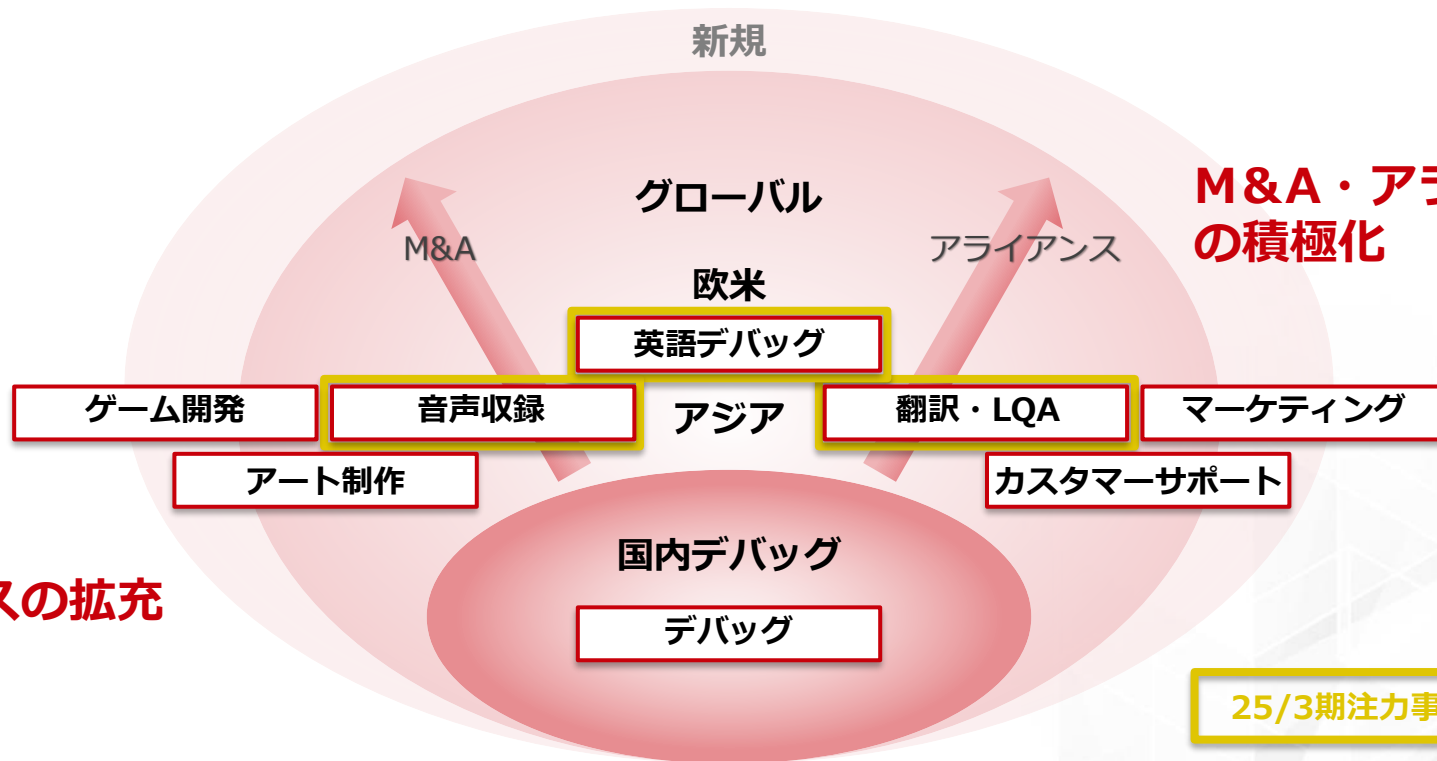 新規
グローバル
M&A
アライアンス
M&A・アラ
の積極化
欧米
英語デバッグ
ゲーム開発
音声収録
アジア
翻訳・LQA
マーケティング
アート制作
カスタマーサポート
国内デバッグ
スの拡充
デバッグ
25/3期注力事